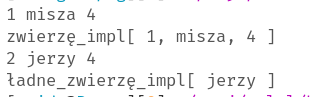 1 misza 4
zwierzę_impl[ 1, misza, 4 ]
2 jerzy 4
ładne_zwierzę_impl[ jerzy ]